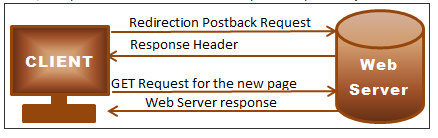 Redirection Postback Request
Response Header
CLIENT
Web
Server
GET Request for the new page
Web Server response